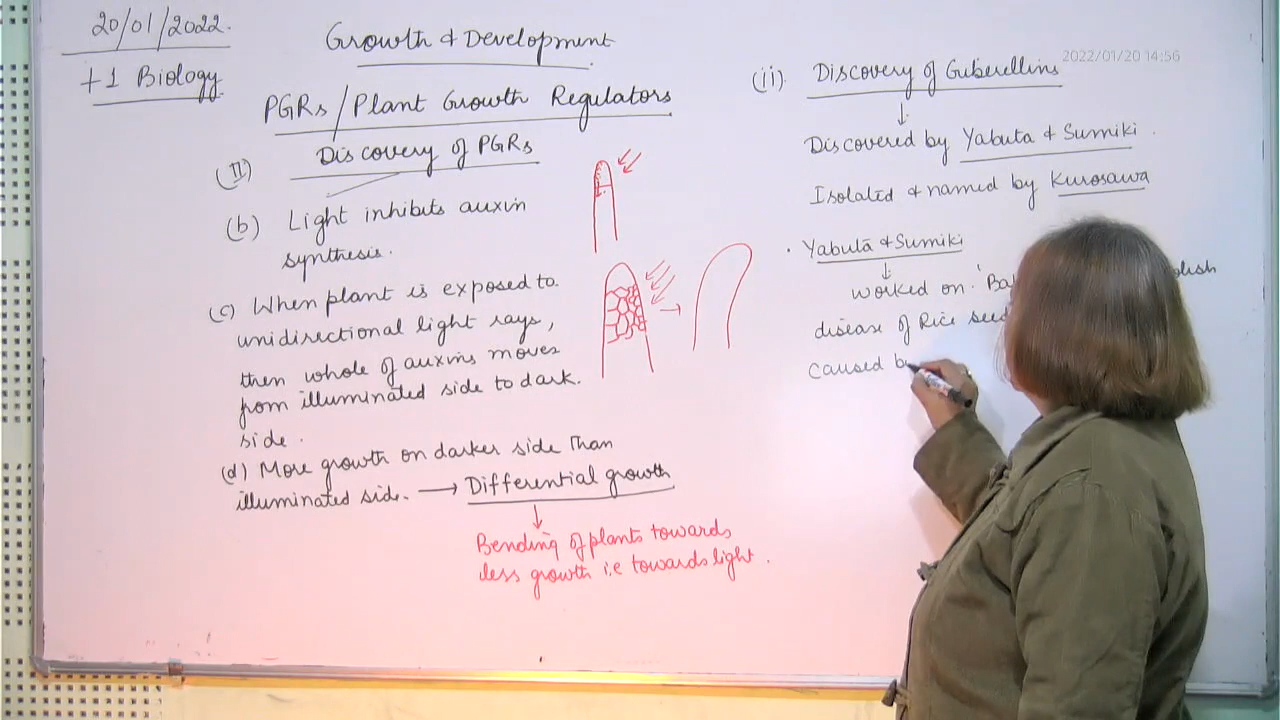 20/01/2022.
+1 Biology
Growth & Development
PGRs/Plant Growth Regulators
(II) Discovery of PGRs
(b) Light inhibits auxin
synthesis.
(c) When plant is exposed to
unidirectional light rays,
then whole of auxins moves
from illuminated side to dark.
side.
(d) More growth on darker side than
illuminated side. → Differential growth
Bending of plants towards
less growth i.e towards light.
2022/01/20 14:56
(ii). Discovery of Gibberellins
Discovered by Yabuta & Sumiki.
Isolated & named by Kurosawa
. Yabuta & Sumiki
worked on 'Ba
disease of Rice seed
caused by